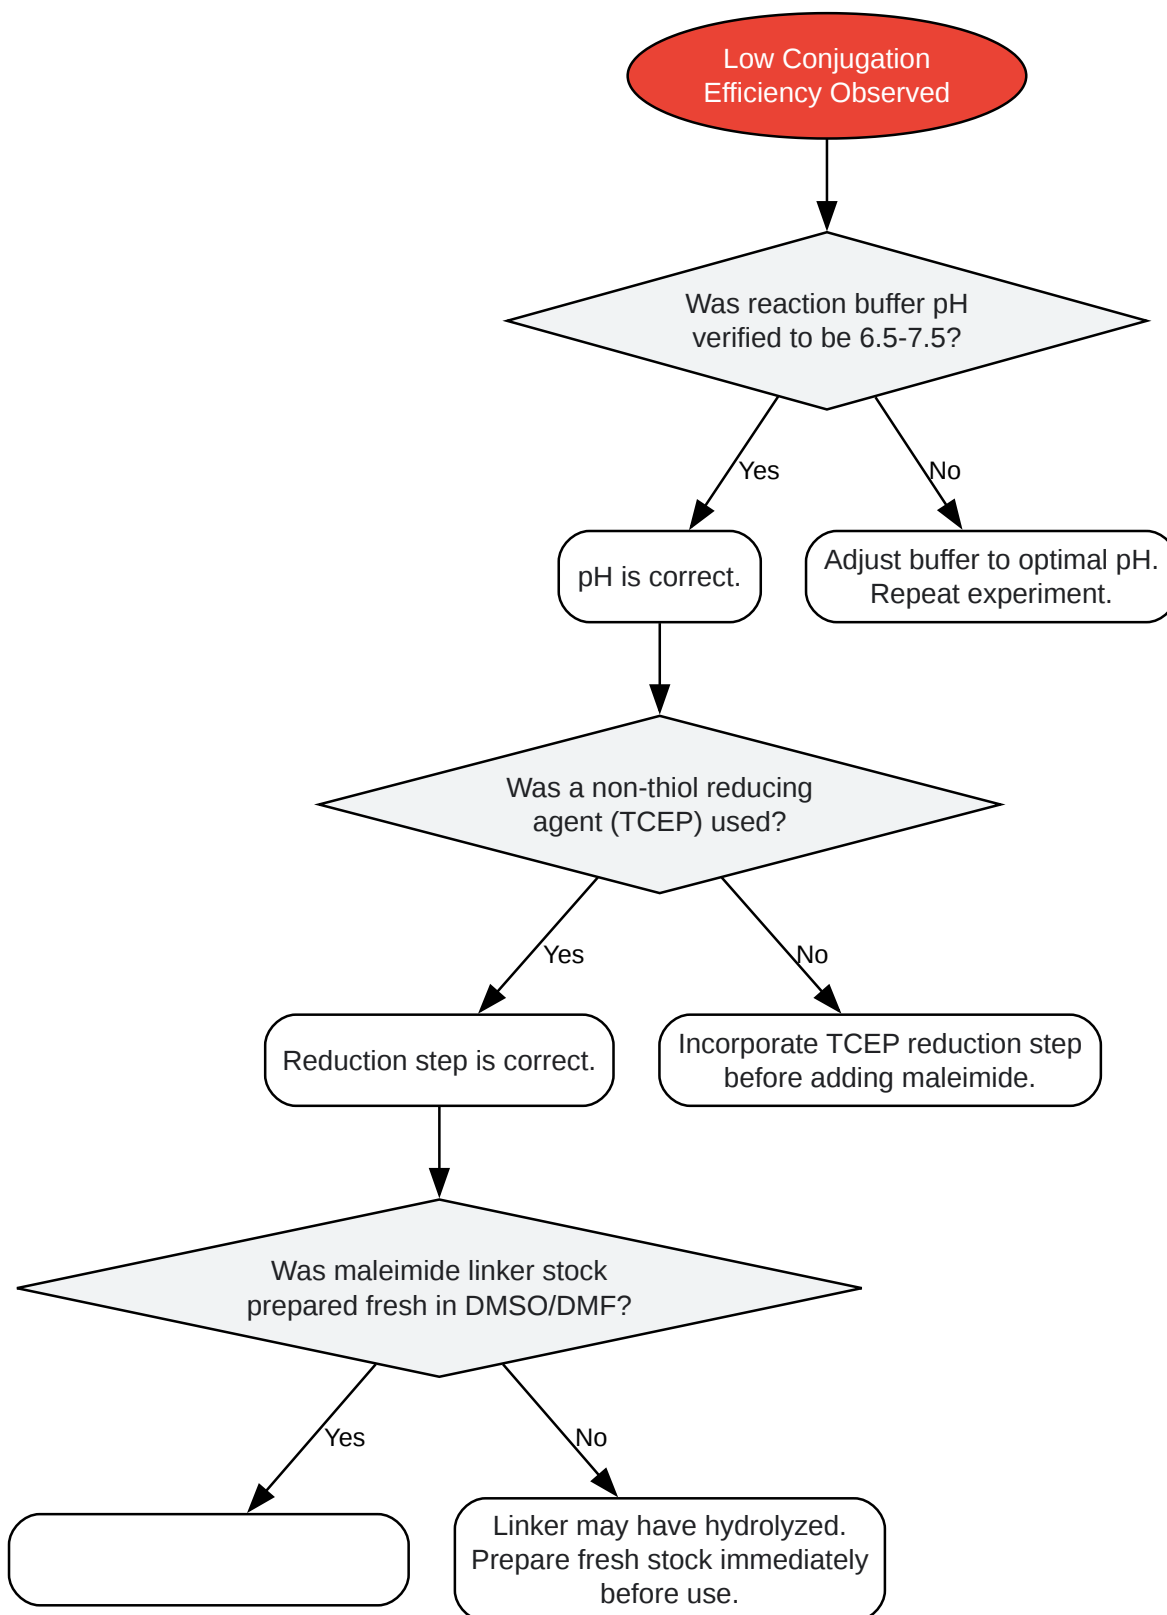 Low Conjugation
Efficiency Observed
Was reaction buffer pH
verified to be 6.5-7.5?
Yes
No
pH is correct.
Adjust buffer to optimal pH.
Repeat experiment.
Was a non-thiol reducing
agent (TCEP) used?
Yes
No
Reduction step is correct.
Incorporate TCEP reduction step
before adding maleimide.
Was maleimide linker stock
prepared fresh in DMSO/DMF?
Yes
No
Linker may have hydrolyzed.
Prepare fresh stock immediately
before use.